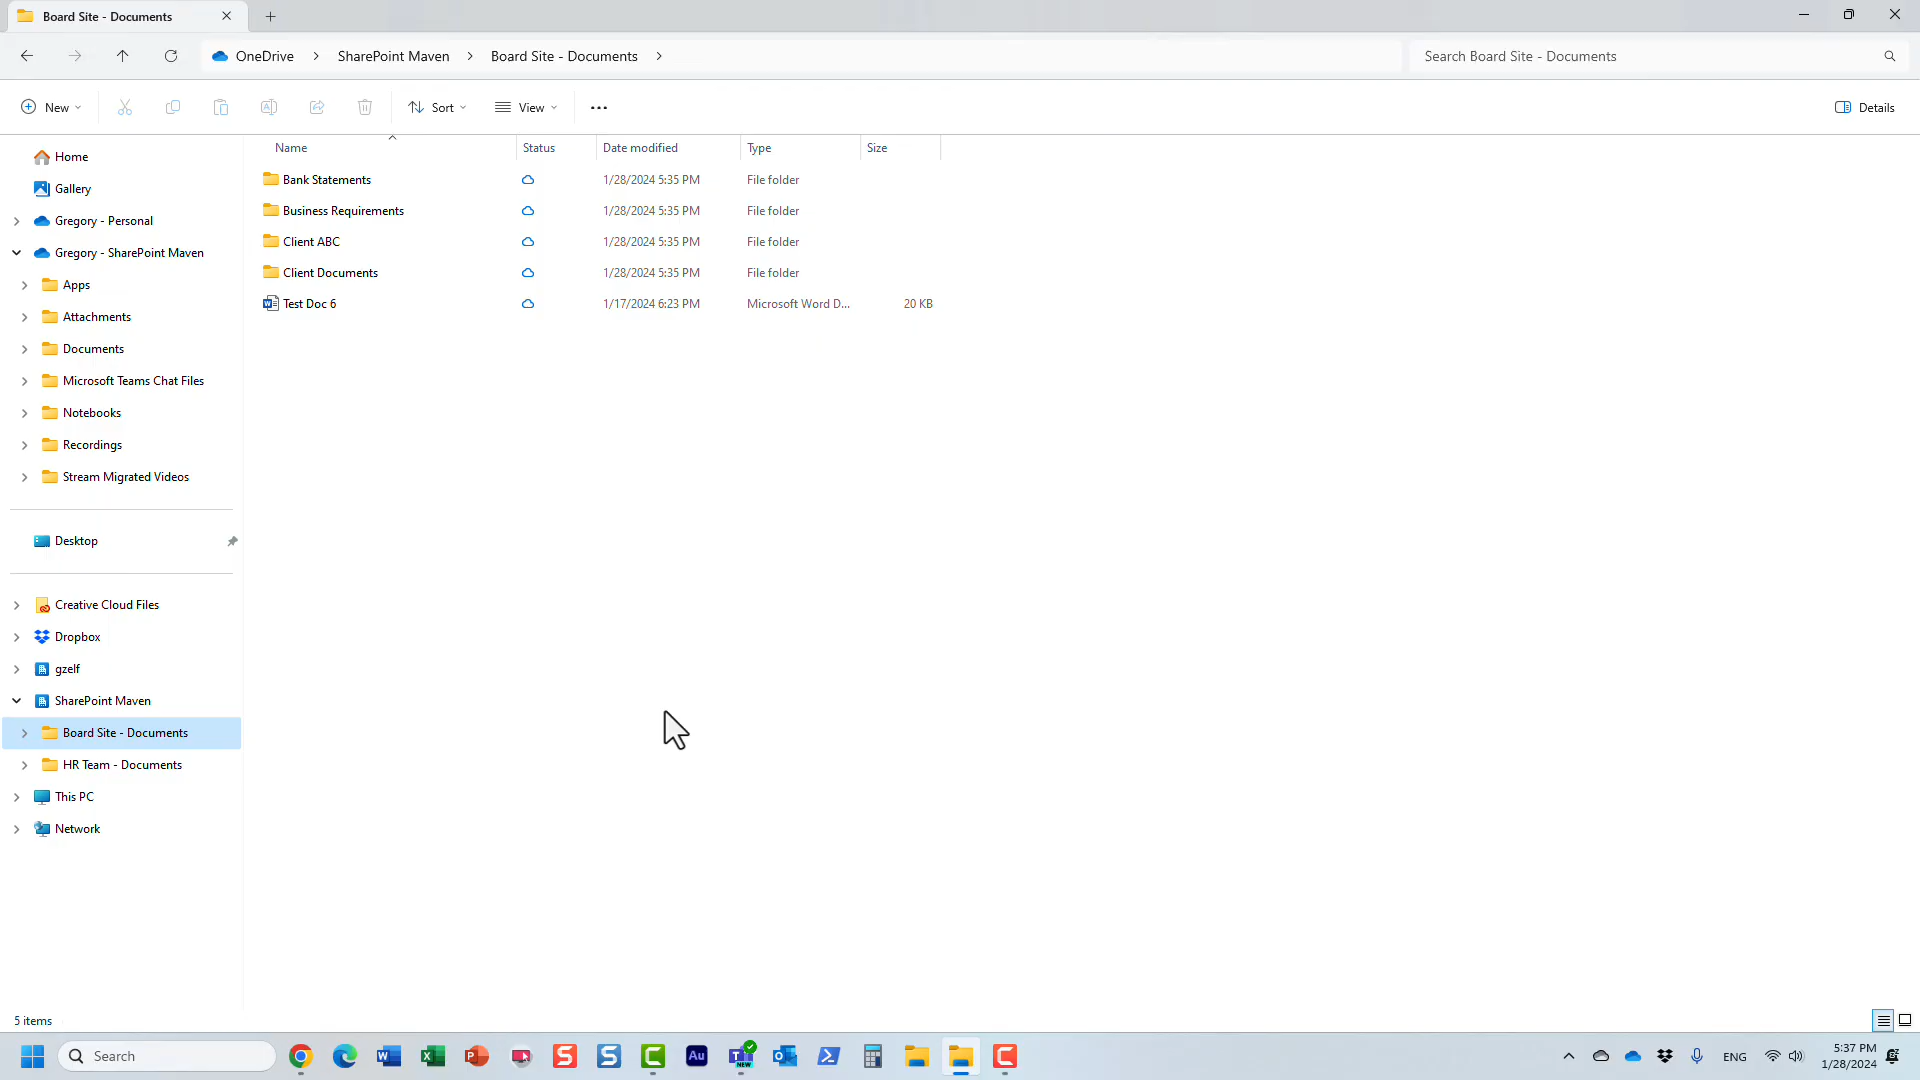 Board Site - Documents
OneDrive > SharePoint Maven > Board Site - Documents >
Search Board Site - Documents
New
Sort
View
Details
Name Status Date modified Type Size
Home
Gallery
Gregory - Personal
Gregory - SharePoint Maven
Apps
Attachments
Documents
Microsoft Teams Chat Files
Notebooks
Recordings
Stream Migrated Videos
Desktop
Creative Cloud Files
Dropbox
gzelf
SharePoint Maven
Board Site - Documents
HR Team - Documents
This PC
Network
Bank Statements 1/28/2024 5:35 PM File folder
Business Requirements 1/28/2024 5:35 PM File folder
Client ABC 1/28/2024 5:35 PM File folder
Client Documents 1/28/2024 5:35 PM File folder
Test Doc 6 1/17/2024 6:23 PM Microsoft Word D... 20 KB
5 items
Search
Au
NEW
ENG
5:37 PM
1/28/2024